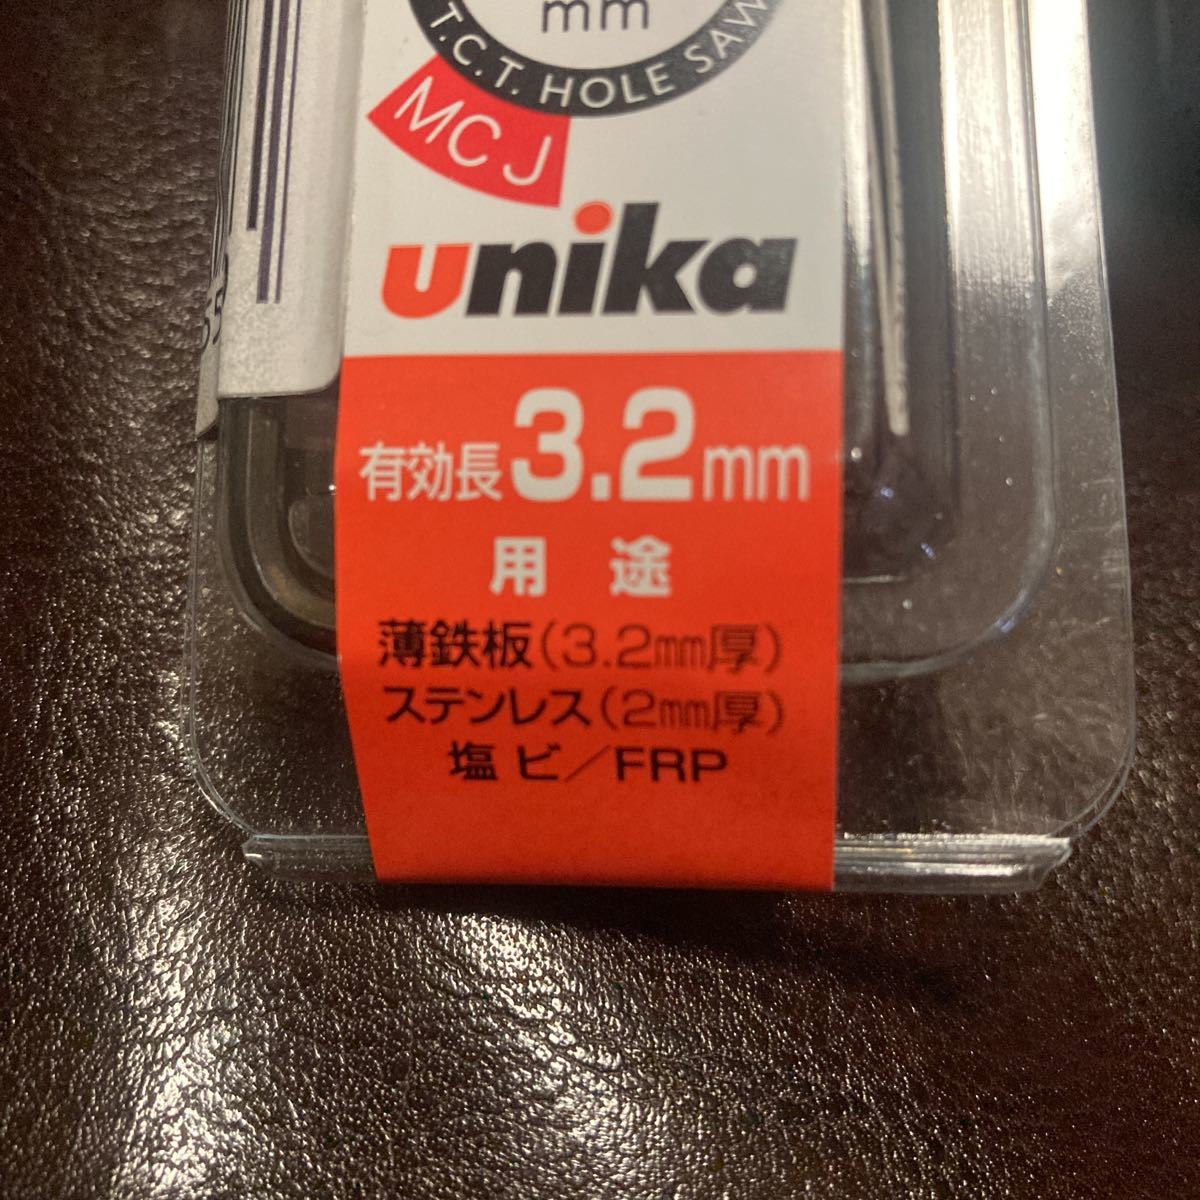 mm
T.C.T. HOLE SAW
MCJ
unika
有効長3.2mm
用 途
薄鉄板(3.2mm厚)
ステンレス(2mm厚)
塩 ビ/FRP